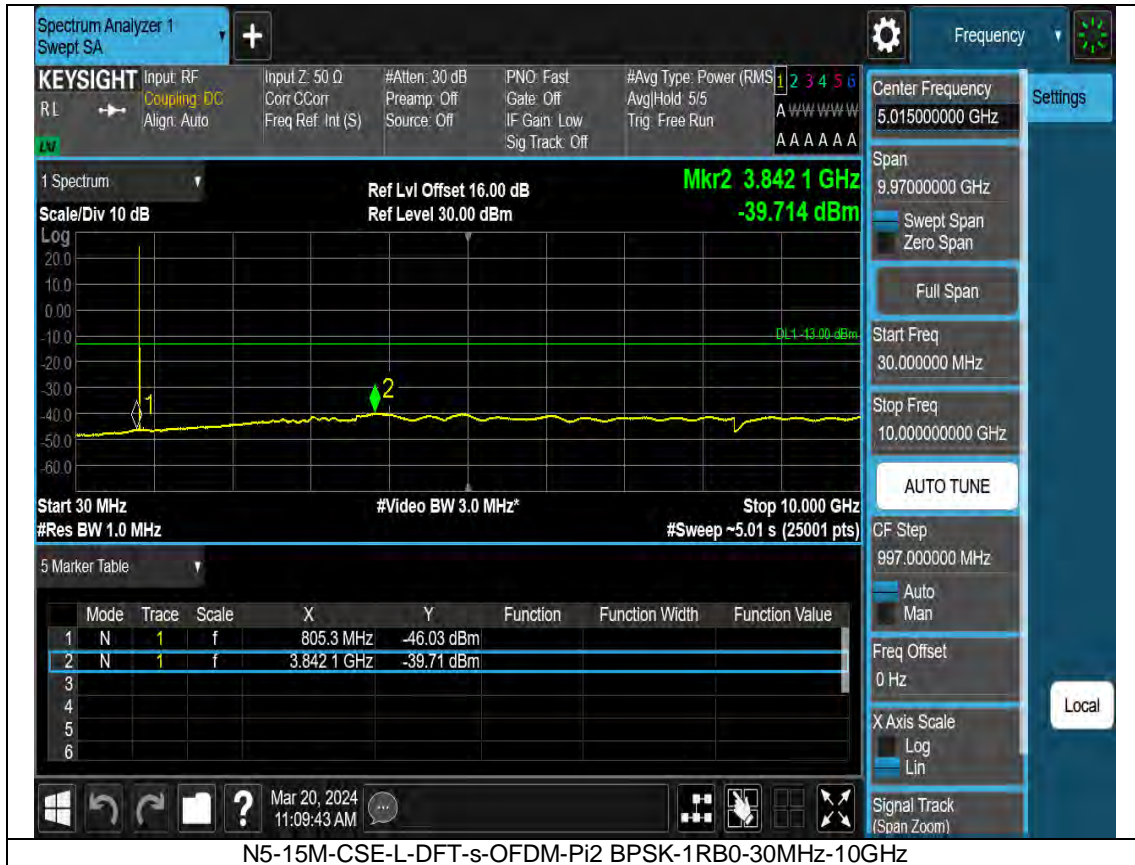 Spectrum Analyzer 1
Swept SA
+
Frequency
KEYSIGHT
RL
Input: RF
Coupling: DC
Align: Auto
Input Z: 50 Ω
Corr CCorr
Freq Ref: Int (S)
#Atten: 30 dB
Preamp: Off
Source: Off
PNO: Fast
Gate: Off
IF Gain: Low
Sig Track: Off
#Avg Type: Power (RMS
Avg|Hold: 5/5
Trig: Free Run
1 2 3 4 5 6
A W W W W W
A A A A A A
1 Spectrum
Scale/Div 10 dB
Ref Lvl Offset 16.00 dB
Ref Level 30.00 dBm
Mkr2 3.842 1 GHz
-39.714 dBm
Log
20.0
10.0
0.00
-10.0
-20.0
-30.0
-40.0
-50.0
-60.0
DL1 -13.00 dBm
1
2
Start 30 MHz
#Video BW 3.0 MHz*
Stop 10.000 GHz
#Res BW 1.0 MHz
#Sweep ~5.01 s (25001 pts)
5 Marker Table
Mode Trace Scale X Y Function Function Width Function Value
1 N 1 f 805.3 MHz -46.03 dBm
2 N 1 f 3.842 1 GHz -39.71 dBm
3
4
5
6
?
Mar 20, 2024
11:09:43 AM
Center Frequency
5.015000000 GHz
Settings
Span
9.97000000 GHz
Swept Span
Zero Span
Full Span
Start Freq
30.000000 MHz
Stop Freq
10.000000000 GHz
AUTO TUNE
CF Step
997.000000 MHz
Auto
Man
Freq Offset
0 Hz
Local
X Axis Scale
Log
Lin
Signal Track
(Span Zoom)
N5-15M-CSE-L-DFT-s-OFDM-Pi2 BPSK-1RB0-30MHz-10GHz